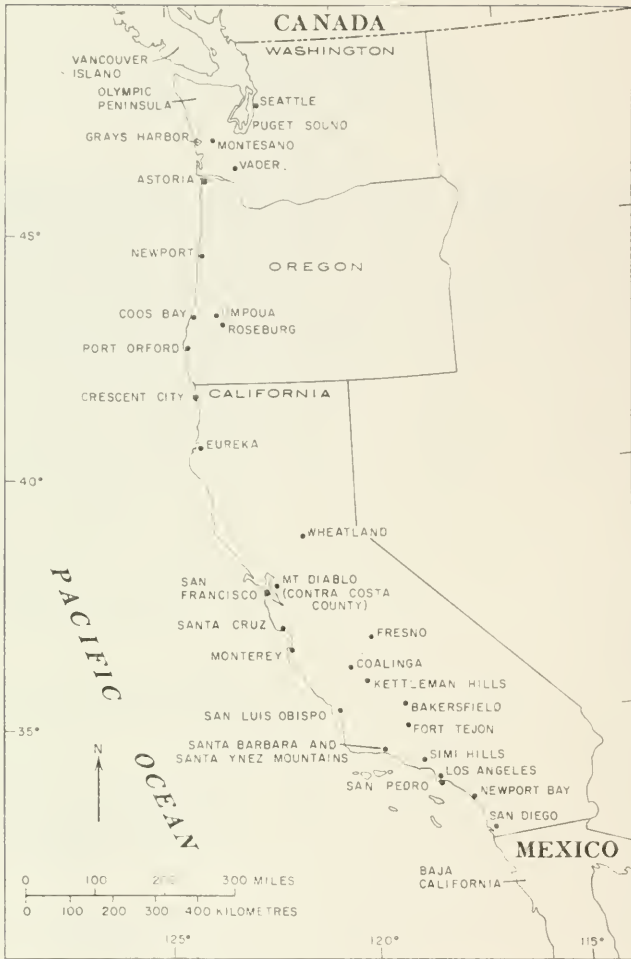 CANADA
WASHINGTON
VANCOUVER
ISLAND
OLYMPIC
PENINSULA
SEATTLE
PUGET SOUND
GRAYS HARBOR
MONTESANO
VADER
ASTORIA
45°
NEWPORT
OREGON
COOS BAY
UMPQUA
ROSEBURG
PORT ORFORD
CRESCENT CITY
CALIFORNIA
EUREKA
40°
WHEATLAND
SAN
FRANCISCO
MT DIABLO
(CONTRA COSTA
COUNTY)
SANTA CRUZ
FRESNO
MONTEREY
COALINGA
KETTLEMAN HILLS
BAKERSFIELD
SAN LUIS OBISPO
FORT TEJON
35°
SANTA BARBARA AND
SANTA YNEZ MOUNTAINS
SIMI HILLS
LOS ANGELES
SAN PEDRO
NEWPORT BAY
SAN DIEGO
PACIFIC
OCEAN
N
MEXICO
BAJA
CALIFORNIA
0 100 200 300 MILES
0 100 200 300 400 KILOMETRES
125° 120° 115°